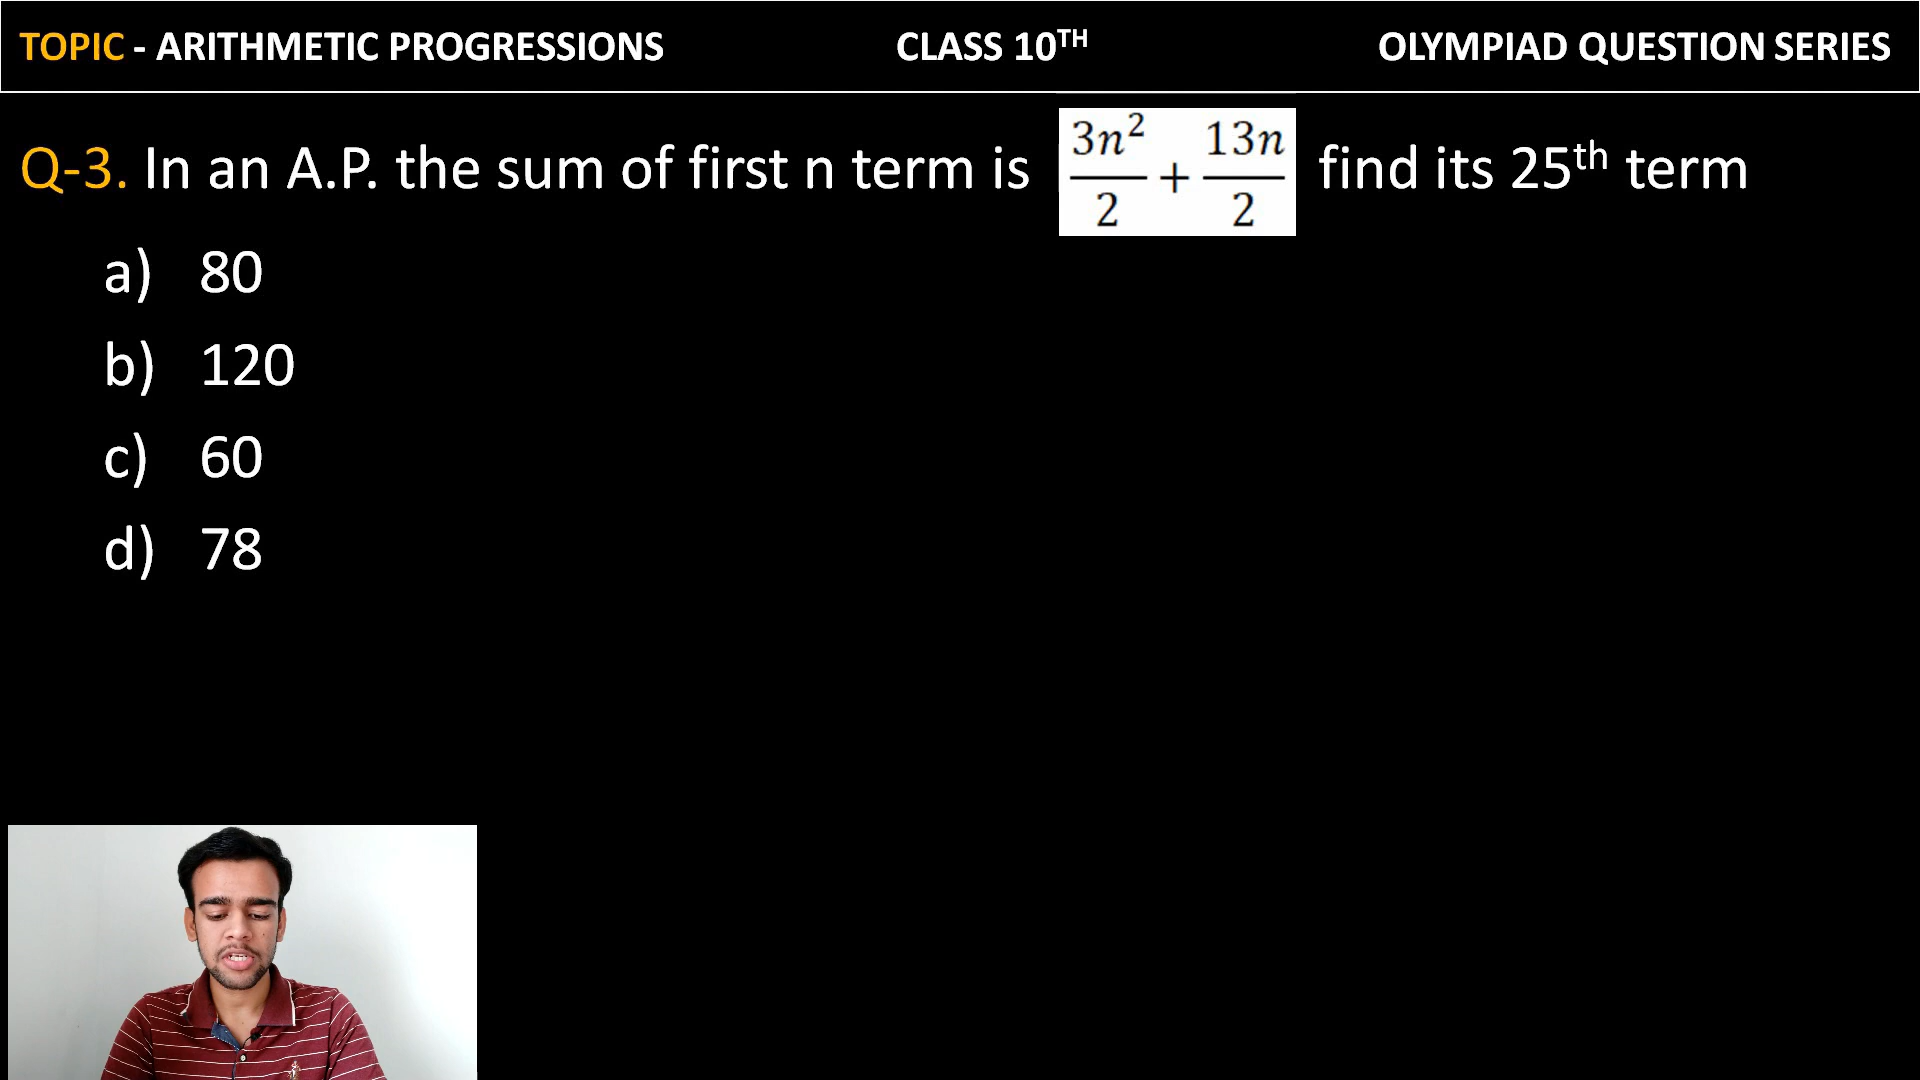 TOPIC - ARITHMETIC PROGRESSIONS CLASS 10TH OLYMPIAD QUESTION SERIES
Q-3. In an A.P. the sum of first n term is 3n²/2 + 13n/2 find its 25th term
a) 80
b) 120
c) 60
d) 78